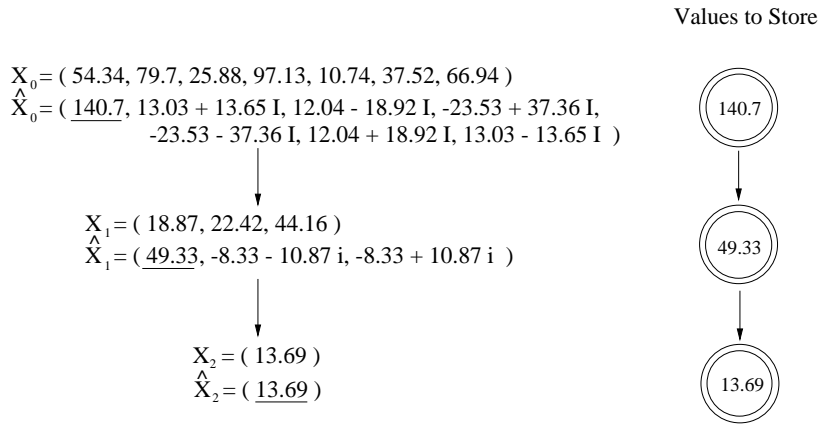 Values to Store
X₀ = ( 54.34, 79.7, 25.88, 97.13, 10.74, 37.52, 66.94 )
X̂₀ = ( 140.7, 13.03 + 13.65 I, 12.04 - 18.92 I, -23.53 + 37.36 I,
-23.53 - 37.36 I, 12.04 + 18.92 I, 13.03 - 13.65 I )
140.7
X₁ = ( 18.87, 22.42, 44.16 )
X̂₁ = ( 49.33, -8.33 - 10.87 i, -8.33 + 10.87 i )
49.33
X₂ = ( 13.69 )
X̂₂ = ( 13.69 )
13.69